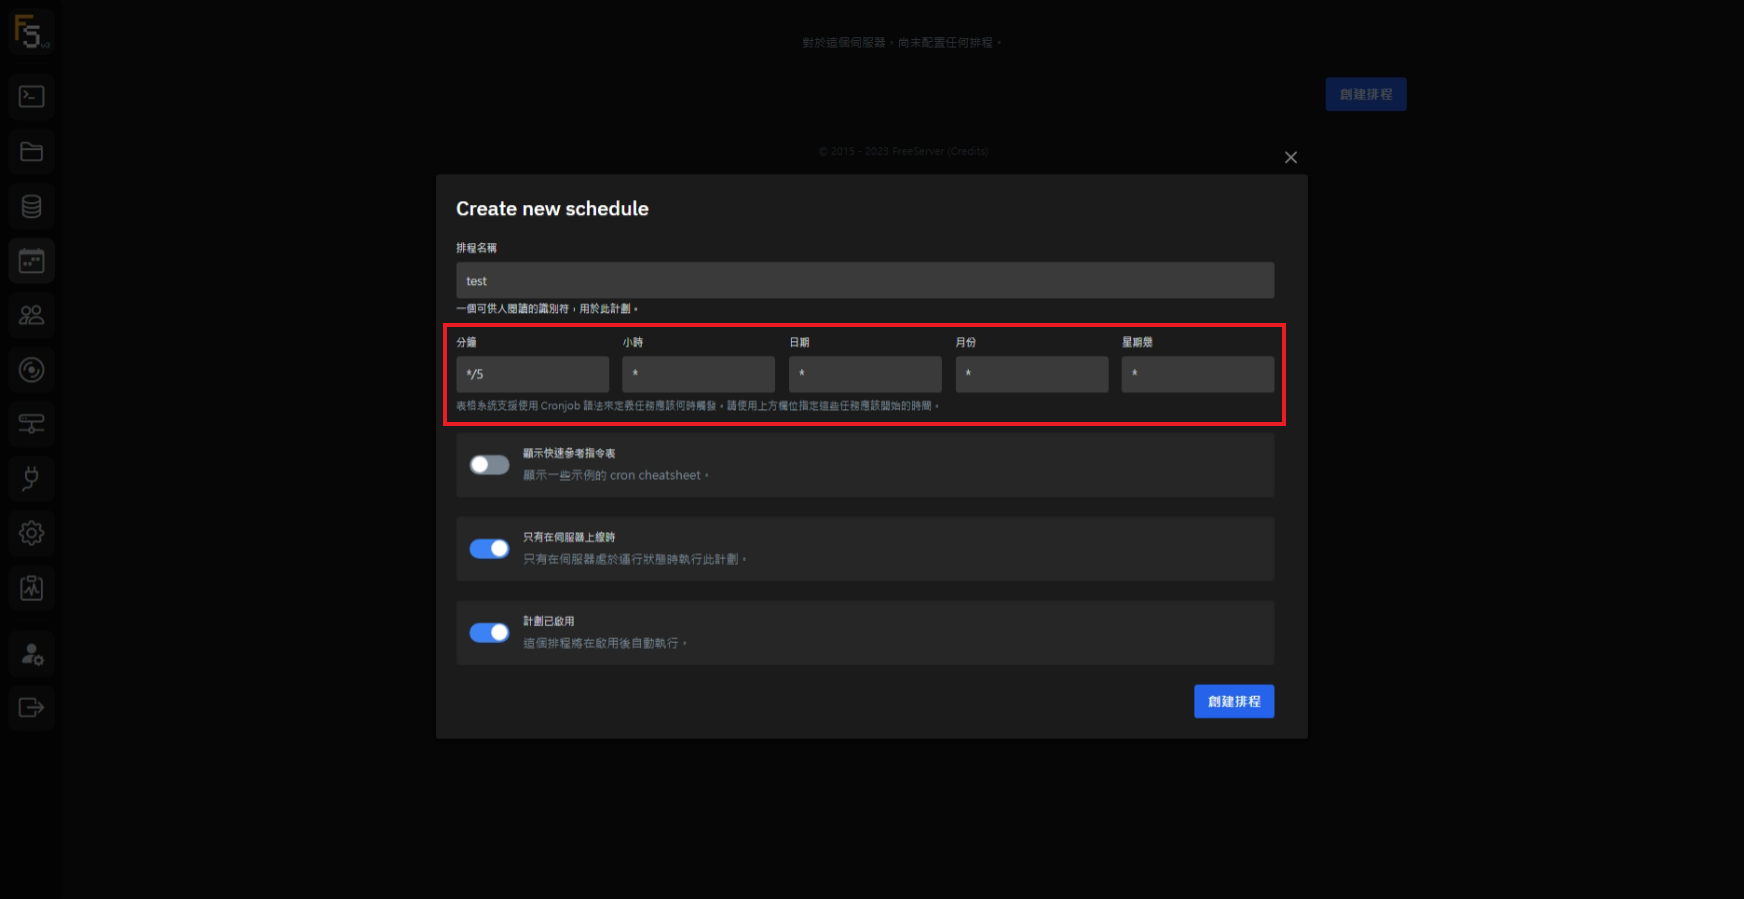 FS v3
對於這個伺服器，尚未配置任何排程。
創建排程
© 2015 - 2023 FreeServer (Credits)
Create new schedule
排程名稱
test
一個可供人閱讀的識別符，用於此計劃。
分鐘 小時 日期 月份 星期幾
*/5 * * * *
表格系統支援使用 Cronjob 語法來定義任務應該何時觸發。請使用上方欄位指定這些任務應該開始的時間。
顯示快速參考指令表
顯示一些示例的 cron cheatsheet。
只有在伺服器上線時
只有在伺服器處於運行狀態時執行此計劃。
計劃已啟用
這個排程將在啟用後自動執行。
創建排程